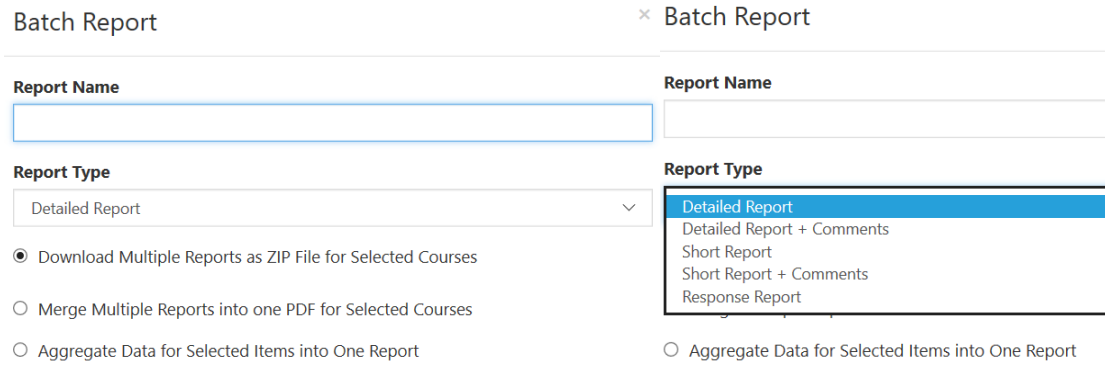 Batch Report
×
Report Name
Report Type
Detailed Report
Download Multiple Reports as ZIP File for Selected Courses
Merge Multiple Reports into one PDF for Selected Courses
Aggregate Data for Selected Items into One Report
Batch Report
Report Name
Report Type
Detailed Report
Detailed Report + Comments
Short Report
Short Report + Comments
Response Report
Aggregate Data for Selected Items into One Report